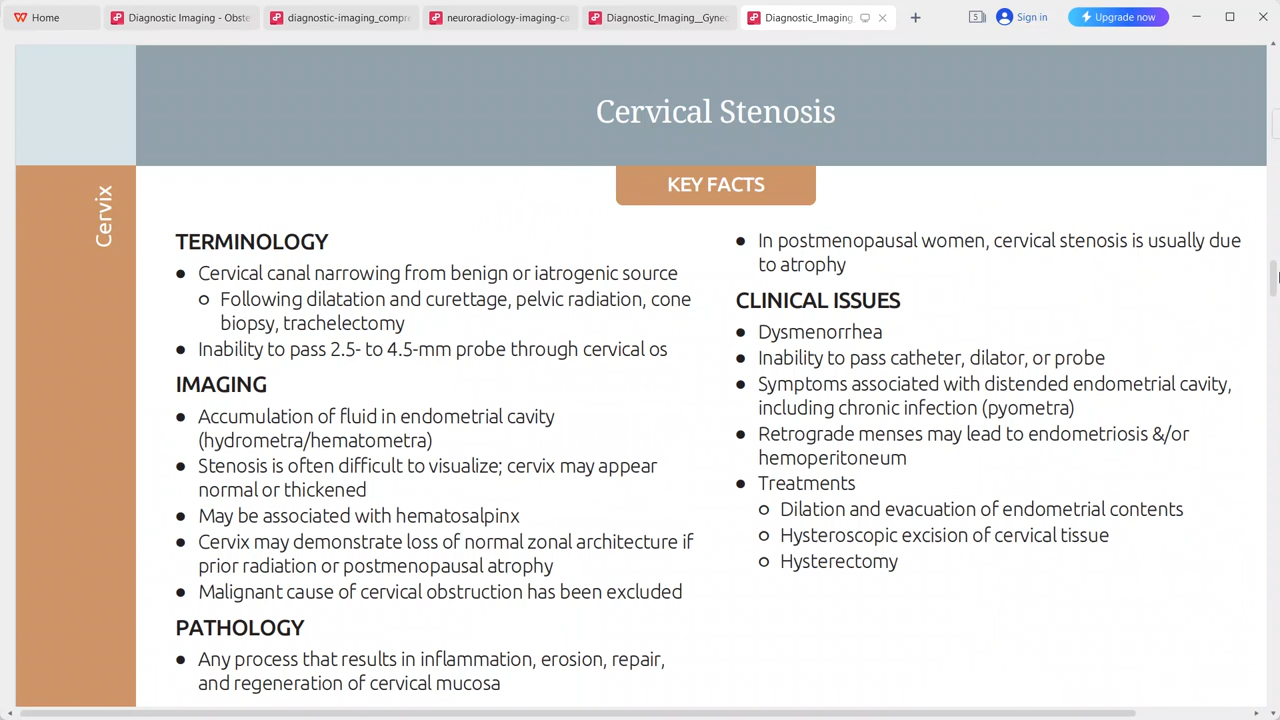 Home
Diagnostic Imaging - Obste
diagnostic-imaging_compre
neuroradiology-imaging-ca
Diagnostic_Imaging__Gynec
Diagnostic_Imaging_
5
Sign in
Upgrade now
Cervical Stenosis
Cervix
KEY FACTS
TERMINOLOGY
• Cervical canal narrowing from benign or iatrogenic source
○ Following dilatation and curettage, pelvic radiation, cone
biopsy, trachelectomy
• Inability to pass 2.5- to 4.5-mm probe through cervical os
IMAGING
• Accumulation of fluid in endometrial cavity
(hydrometra/hematometra)
• Stenosis is often difficult to visualize; cervix may appear
normal or thickened
• May be associated with hematosalpinx
• Cervix may demonstrate loss of normal zonal architecture if
prior radiation or postmenopausal atrophy
• Malignant cause of cervical obstruction has been excluded
PATHOLOGY
• Any process that results in inflammation, erosion, repair,
and regeneration of cervical mucosa
• In postmenopausal women, cervical stenosis is usually due
to atrophy
CLINICAL ISSUES
• Dysmenorrhea
• Inability to pass catheter, dilator, or probe
• Symptoms associated with distended endometrial cavity,
including chronic infection (pyometra)
• Retrograde menses may lead to endometriosis &/or
hemoperitoneum
• Treatments
○ Dilation and evacuation of endometrial contents
○ Hysteroscopic excision of cervical tissue
○ Hysterectomy